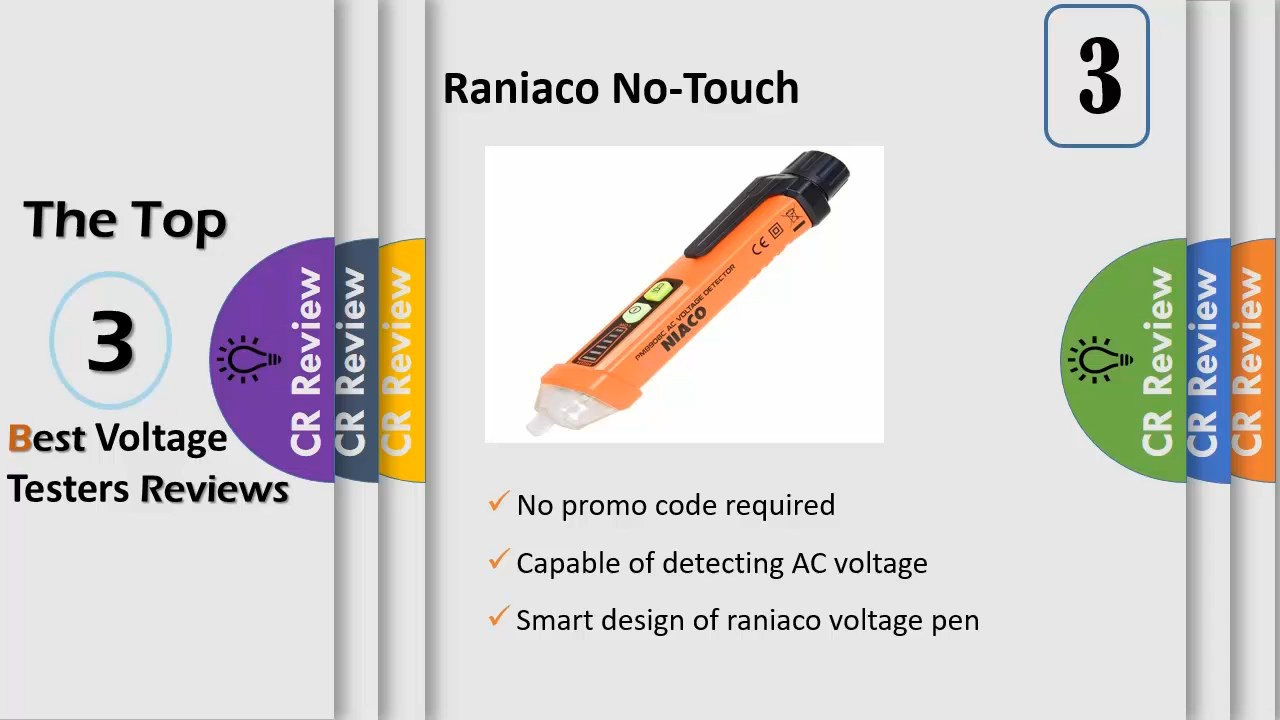 Raniaco No-Touch
3
The Top
3
Best Voltage
Testers Reviews
CR Review
CR Review
CR Review
PM8908C AC VOLTAGE DETECTOR
NIACO
CE
CR Review
CR Review
CR Review
No promo code required
Capable of detecting AC voltage
Smart design of raniaco voltage pen